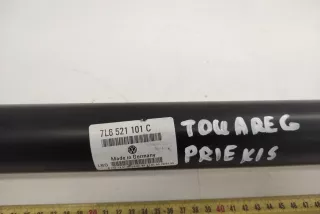 7L6 521 101 C
Made in Germany
TOUAREG
PRIEKIS